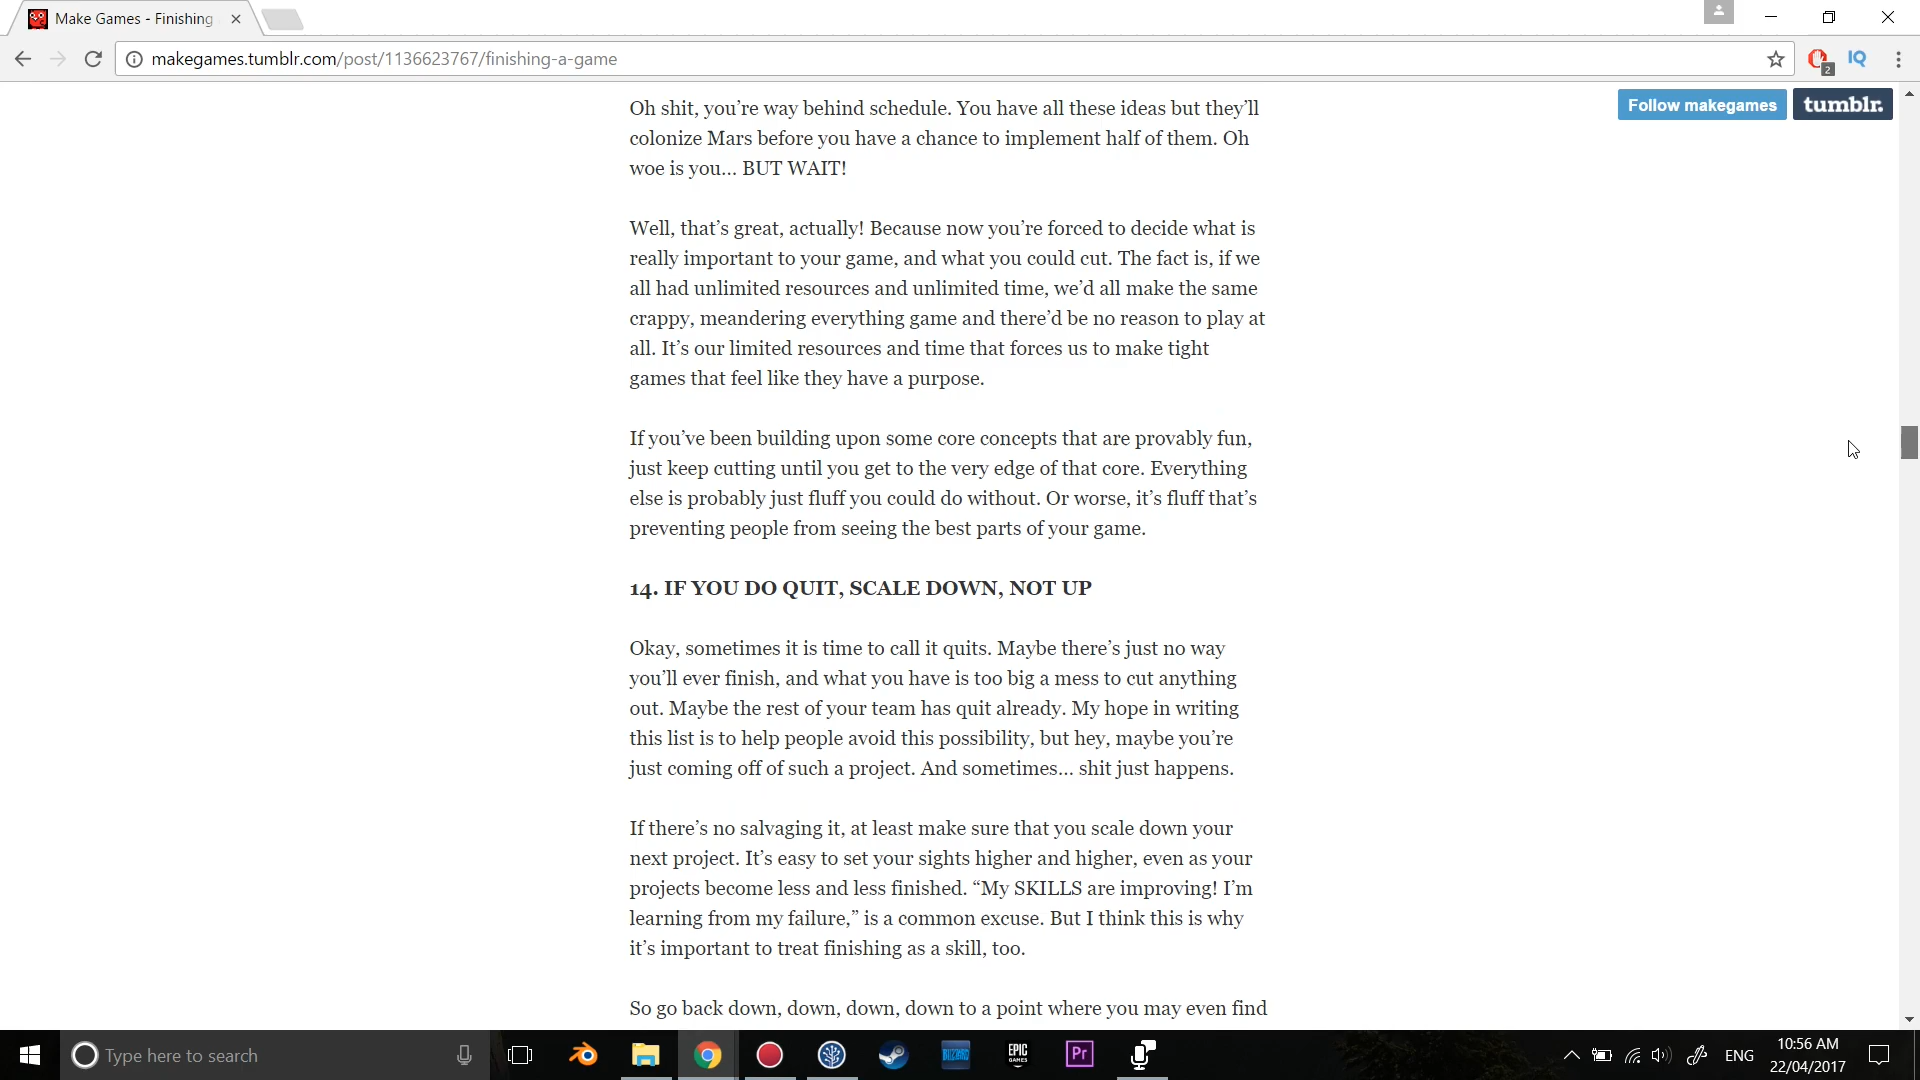 Make Games - Finishing
makegames.tumblr.com/post/1136623767/finishing-a-game
2
IQ
Follow makegames
tumblr.
Oh shit, you’re way behind schedule. You have all these ideas but they’ll
colonize Mars before you have a chance to implement half of them. Oh
woe is you… BUT WAIT!
Well, that’s great, actually! Because now you’re forced to decide what is
really important to your game, and what you could cut. The fact is, if we
all had unlimited resources and unlimited time, we’d all make the same
crappy, meandering everything game and there’d be no reason to play at
all. It’s our limited resources and time that forces us to make tight
games that feel like they have a purpose.
If you’ve been building upon some core concepts that are provably fun,
just keep cutting until you get to the very edge of that core. Everything
else is probably just fluff you could do without. Or worse, it’s fluff that’s
preventing people from seeing the best parts of your game.
14. IF YOU DO QUIT, SCALE DOWN, NOT UP
Okay, sometimes it is time to call it quits. Maybe there’s just no way
you’ll ever finish, and what you have is too big a mess to cut anything
out. Maybe the rest of your team has quit already. My hope in writing
this list is to help people avoid this possibility, but hey, maybe you’re
just coming off of such a project. And sometimes… shit just happens.
If there’s no salvaging it, at least make sure that you scale down your
next project. It’s easy to set your sights higher and higher, even as your
projects become less and less finished. “My SKILLS are improving! I’m
learning from my failure,” is a common excuse. But I think this is why
it’s important to treat finishing as a skill, too.
So go back down, down, down, down to a point where you may even find
Type here to search
BLIZZARD
EPIC
GAMES
Pr
ENG
10:56 AM
22/04/2017